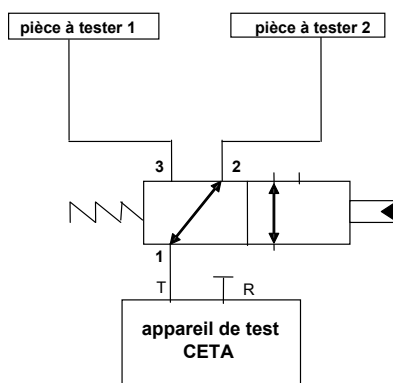 pièce à tester 1
pièce à tester 2
3
2
1
T
R
appareil de test
CETA